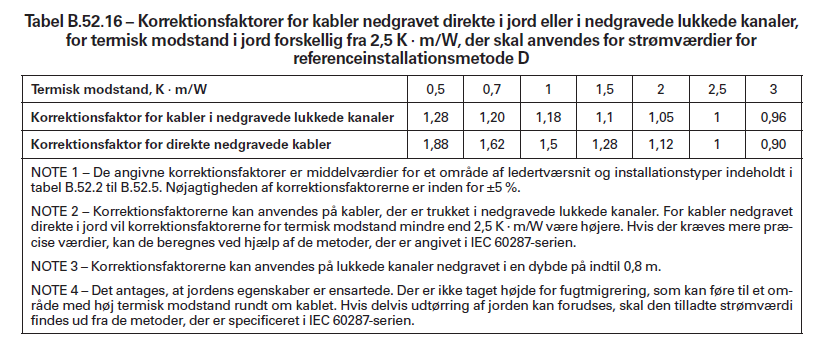 Tabel B.52.16 – Korrektionsfaktorer for kabler nedgravet direkte i jord eller i nedgravede lukkede kanaler,
for termisk modstand i jord forskellig fra 2,5 K · m/W, der skal anvendes for strømværdier for
referenceinstallationsmetode D
Termisk modstand, K · m/W 0,5 0,7 1 1,5 2 2,5 3
Korrektionsfaktor for kabler i nedgravede lukkede kanaler 1,28 1,20 1,18 1,1 1,05 1 0,96
Korrektionsfaktor for direkte nedgravede kabler 1,88 1,62 1,5 1,28 1,12 1 0,90
NOTE 1 – De angivne korrektionsfaktorer er middelværdier for et område af ledertværsnit og installationstyper indeholdt i
tabel B.52.2 til B.52.5. Nøjagtigheden af korrektionsfaktorerne er inden for ±5 %.
NOTE 2 – Korrektionsfaktorerne kan anvendes på kabler, der er trukket i nedgravede lukkede kanaler. For kabler nedgravet
direkte i jord vil korrektionsfaktorerne for termisk modstand mindre end 2,5 K · m/W være højere. Hvis der kræves mere præ-
cise værdier, kan de beregnes ved hjælp af de metoder, der er angivet i IEC 60287-serien.
NOTE 3 – Korrektionsfaktorerne kan anvendes på lukkede kanaler nedgravet i en dybde på indtil 0,8 m.
NOTE 4 – Det antages, at jordens egenskaber er ensartede. Der er ikke taget højde for fugtmigrering, som kan føre til et om-
råde med høj termisk modstand rundt om kablet. Hvis delvis udtørring af jorden kan forudses, skal den tilladte strømværdi
findes ud fra de metoder, der er specificeret i IEC 60287-serien.